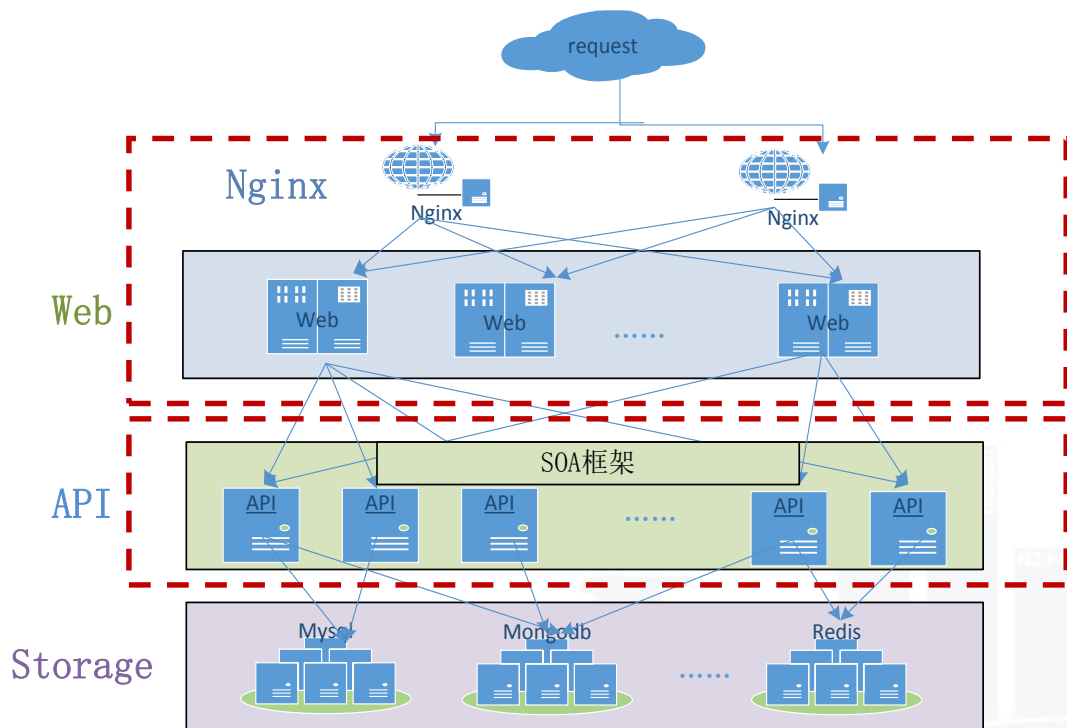 request
Nginx
Nginx
Nginx
Web
Web
Web
......
Web
SOA框架
API
API
API
API
......
API
API
Mysql
Mongodb
Redis
Storage
......